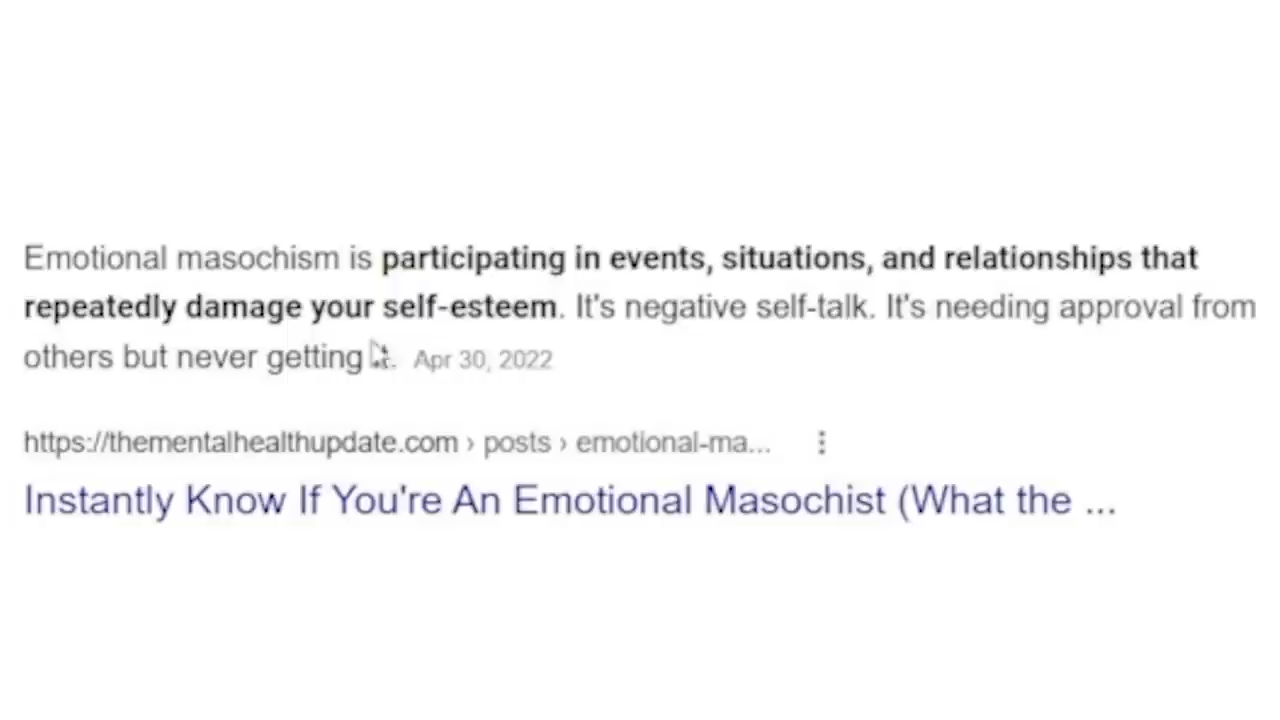 Emotional masochism is participating in events, situations, and relationships that
repeatedly damage your self-esteem. It's negative self-talk. It's needing approval from
others but never getting it. Apr 30, 2022
https://thementalhealthupdate.com › posts › emotional-ma...
Instantly Know If You're An Emotional Masochist (What the ...